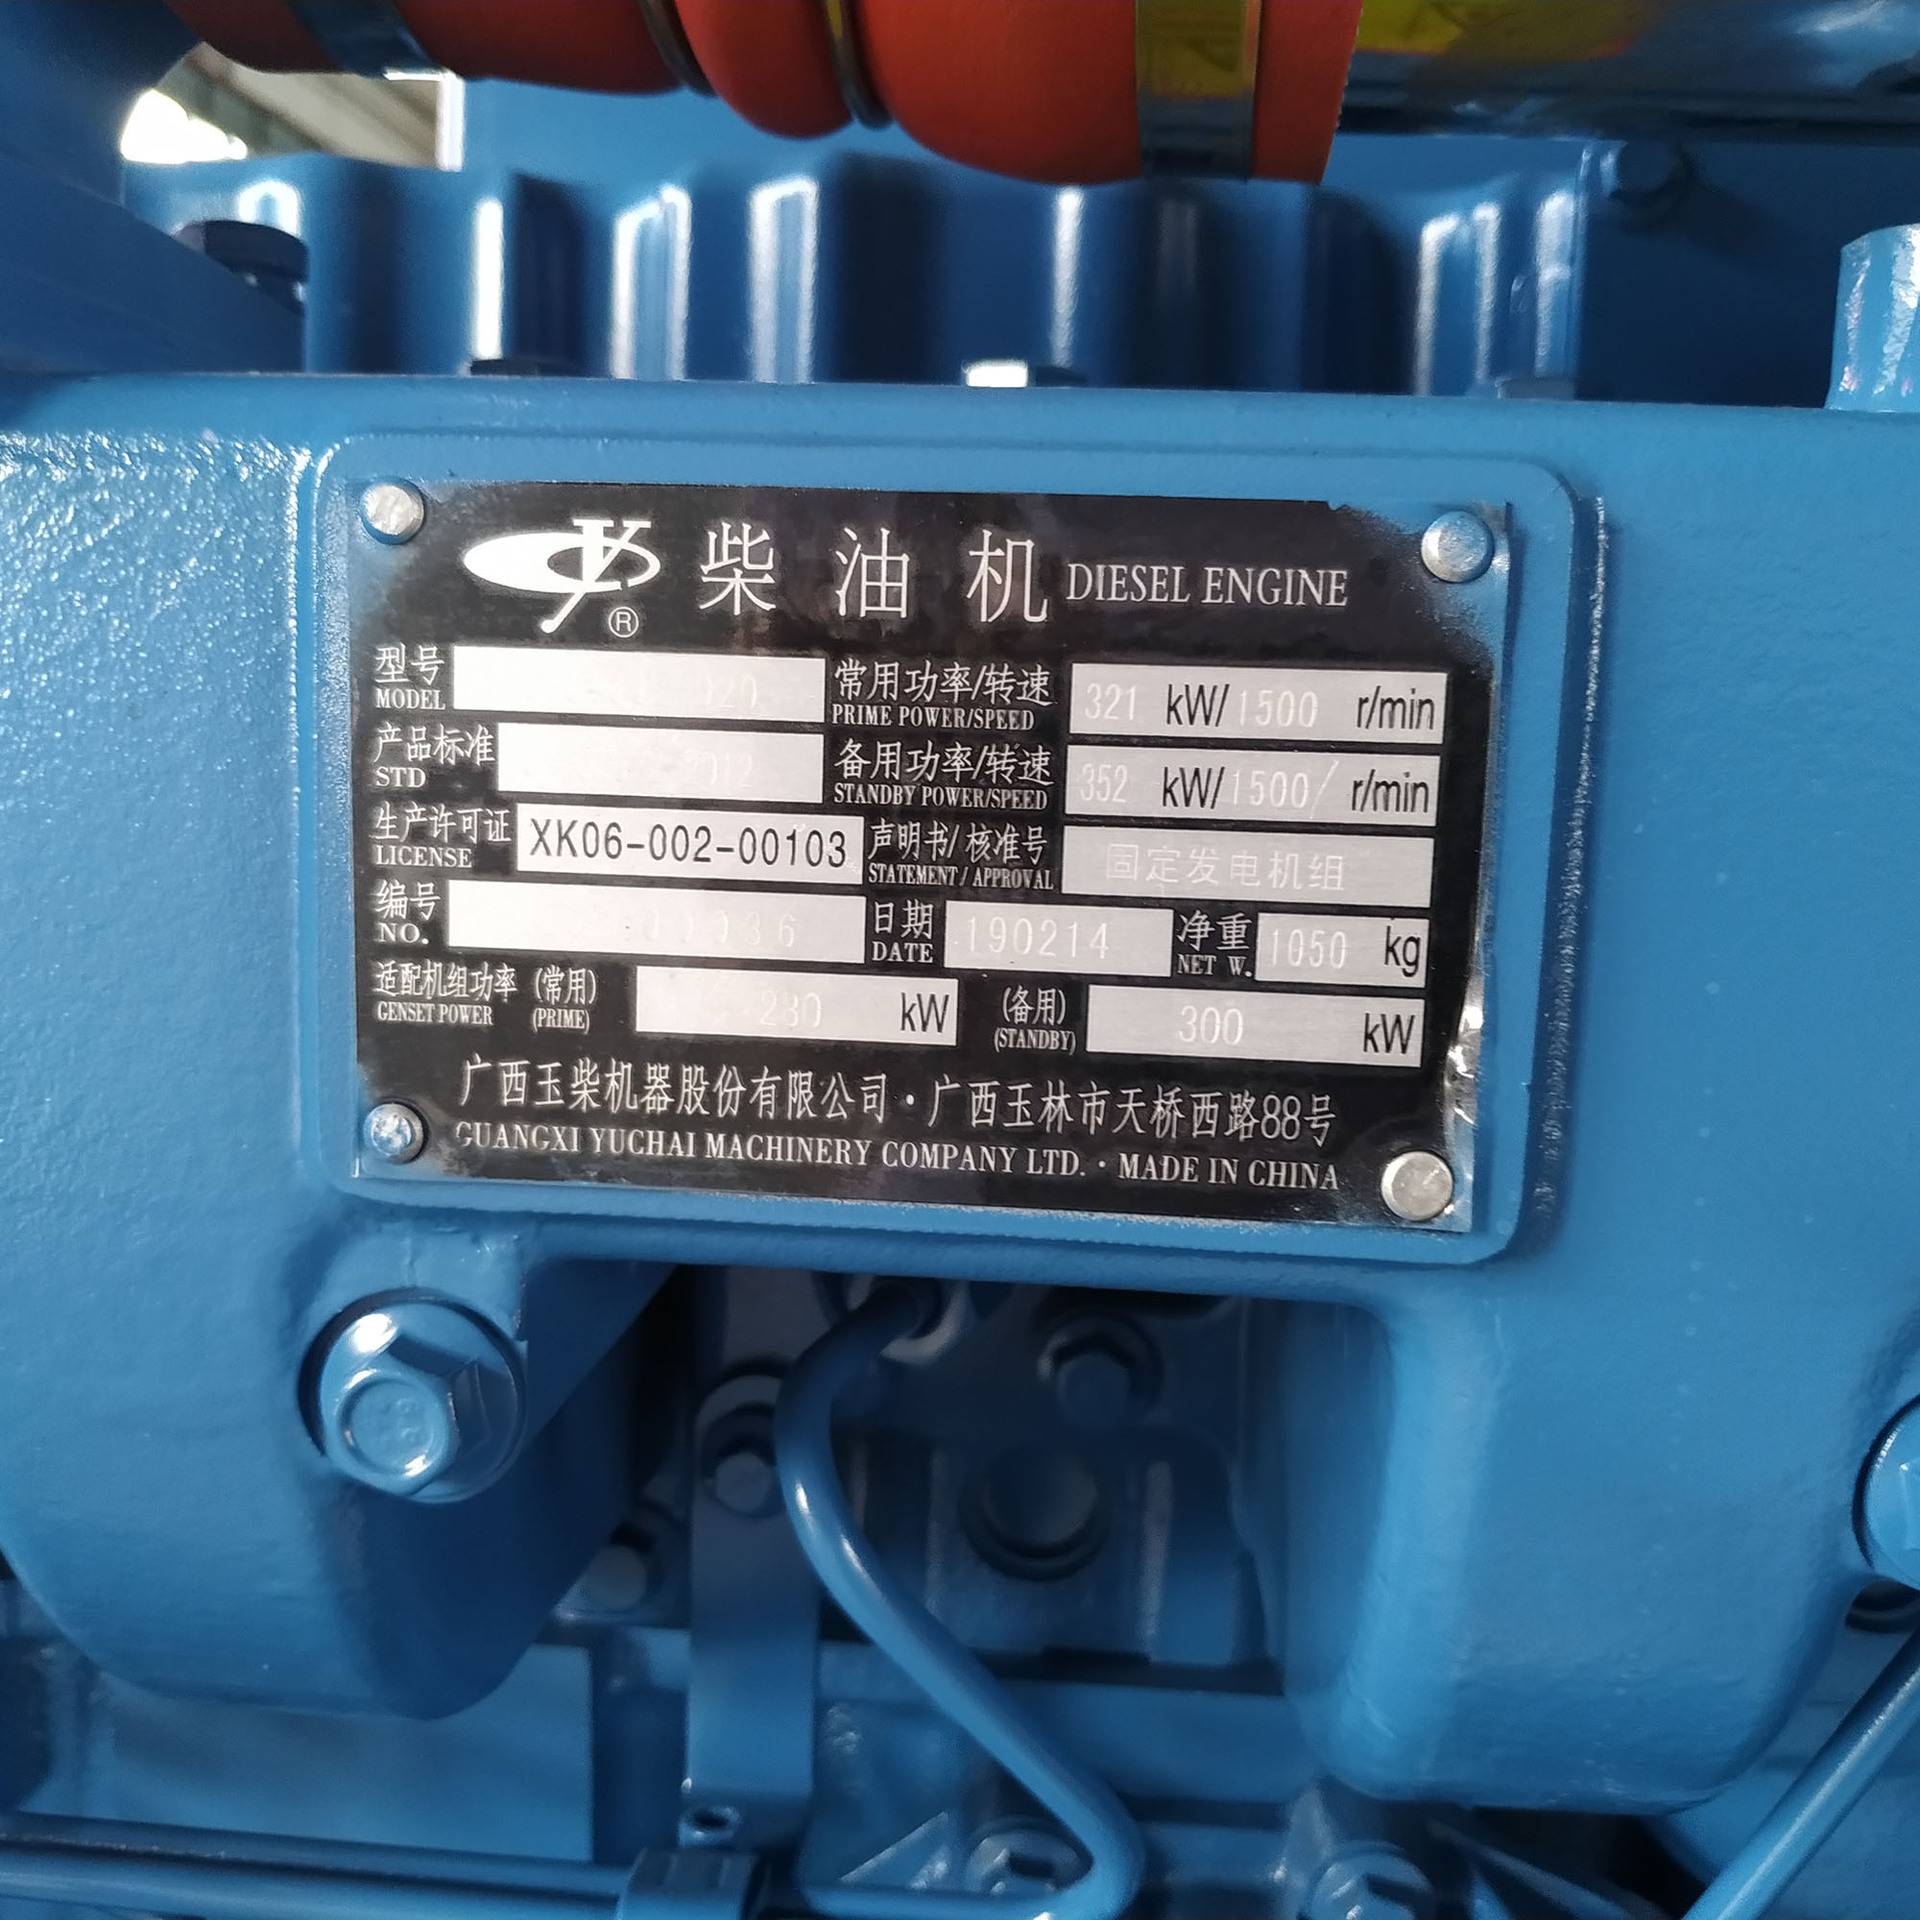 ® 柴油机 DIESEL ENGINE
型号 常用功率/转速 321 kW/1500 r/min
MODEL PRIME POWER/SPEED
产品标准 备用功率/转速 352 kW/1500 r/min
STD STANDBY POWER/SPEED
生产许可证 XK06-002-00103 声明书/核准号 固定发电机组
LICENSE STATEMENT / APPROVAL
编号 日期 190214 净重 1050 kg
NO. DATE NET W.
适配机组功率 (常用) kW (备用) 300 kW
GENSET POWER (PRIME) (STANDBY)
广西玉柴机器股份有限公司·广西玉林市天桥西路88号
GUANGXI YUCHAI MACHINERY COMPANY LTD. · MADE IN CHINA